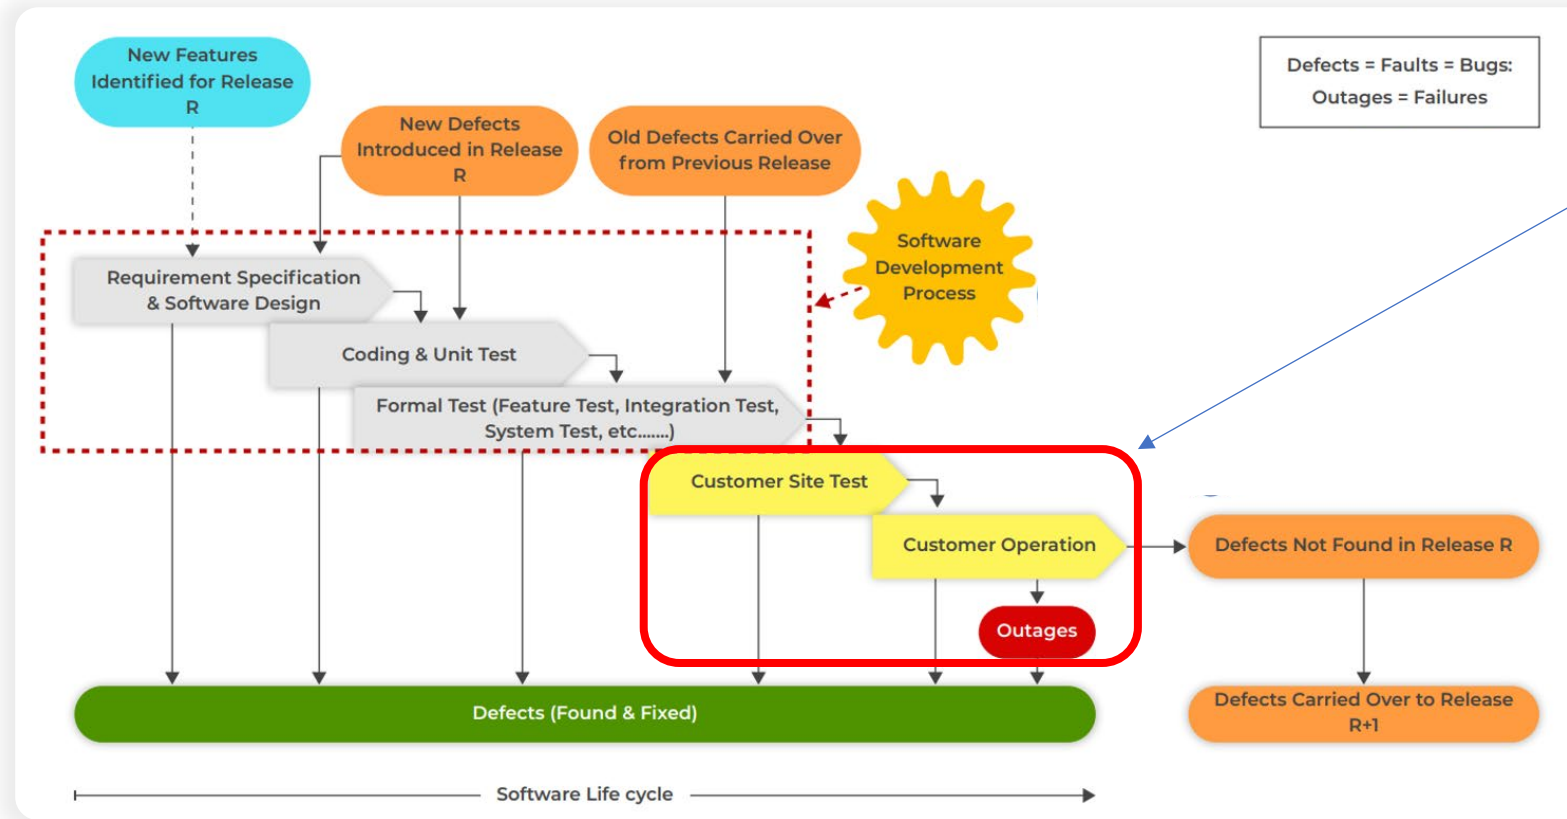 New Features
Identified for Release
R
Defects = Faults = Bugs:
Outages = Failures
New Defects
Introduced in Release
R
Old Defects Carried Over
from Previous Release
Software
Development
Process
Requirement Specification
& Software Design
Coding & Unit Test
Formal Test (Feature Test, Integration Test,
System Test, etc.......)
Customer Site Test
Customer Operation
Defects Not Found in Release R
Outages
Defects (Found & Fixed)
Defects Carried Over to Release
R+1
Software Life cycle